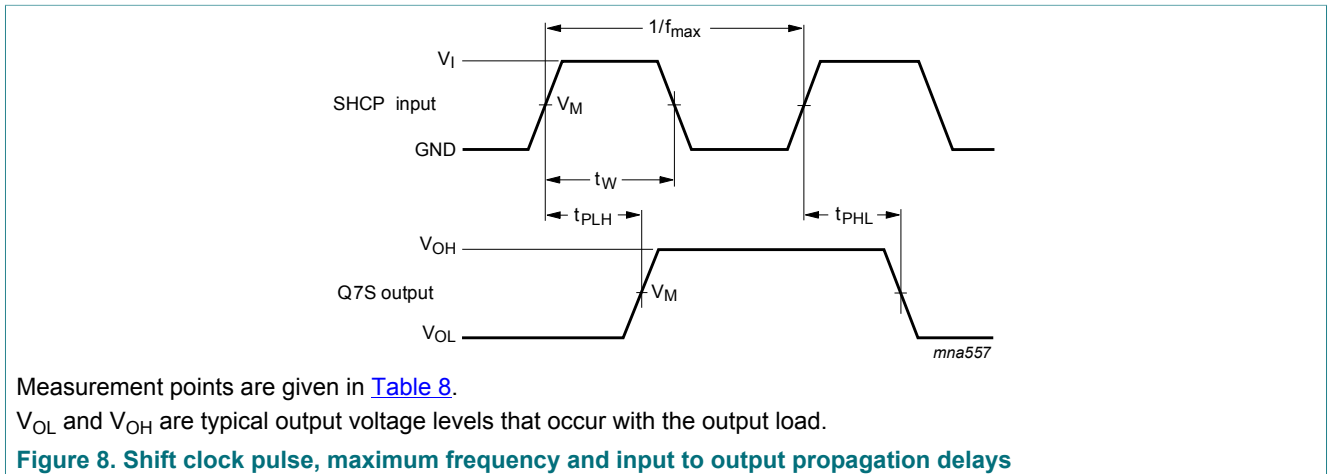 1/fmax
VI
SHCP input
VM
GND
tW
tPLH
tPHL
VOH
Q7S output
VM
VOL
mna557
Measurement points are given in Table 8.
VOL and VOH are typical output voltage levels that occur with the output load.
Figure 8. Shift clock pulse, maximum frequency and input to output propagation delays